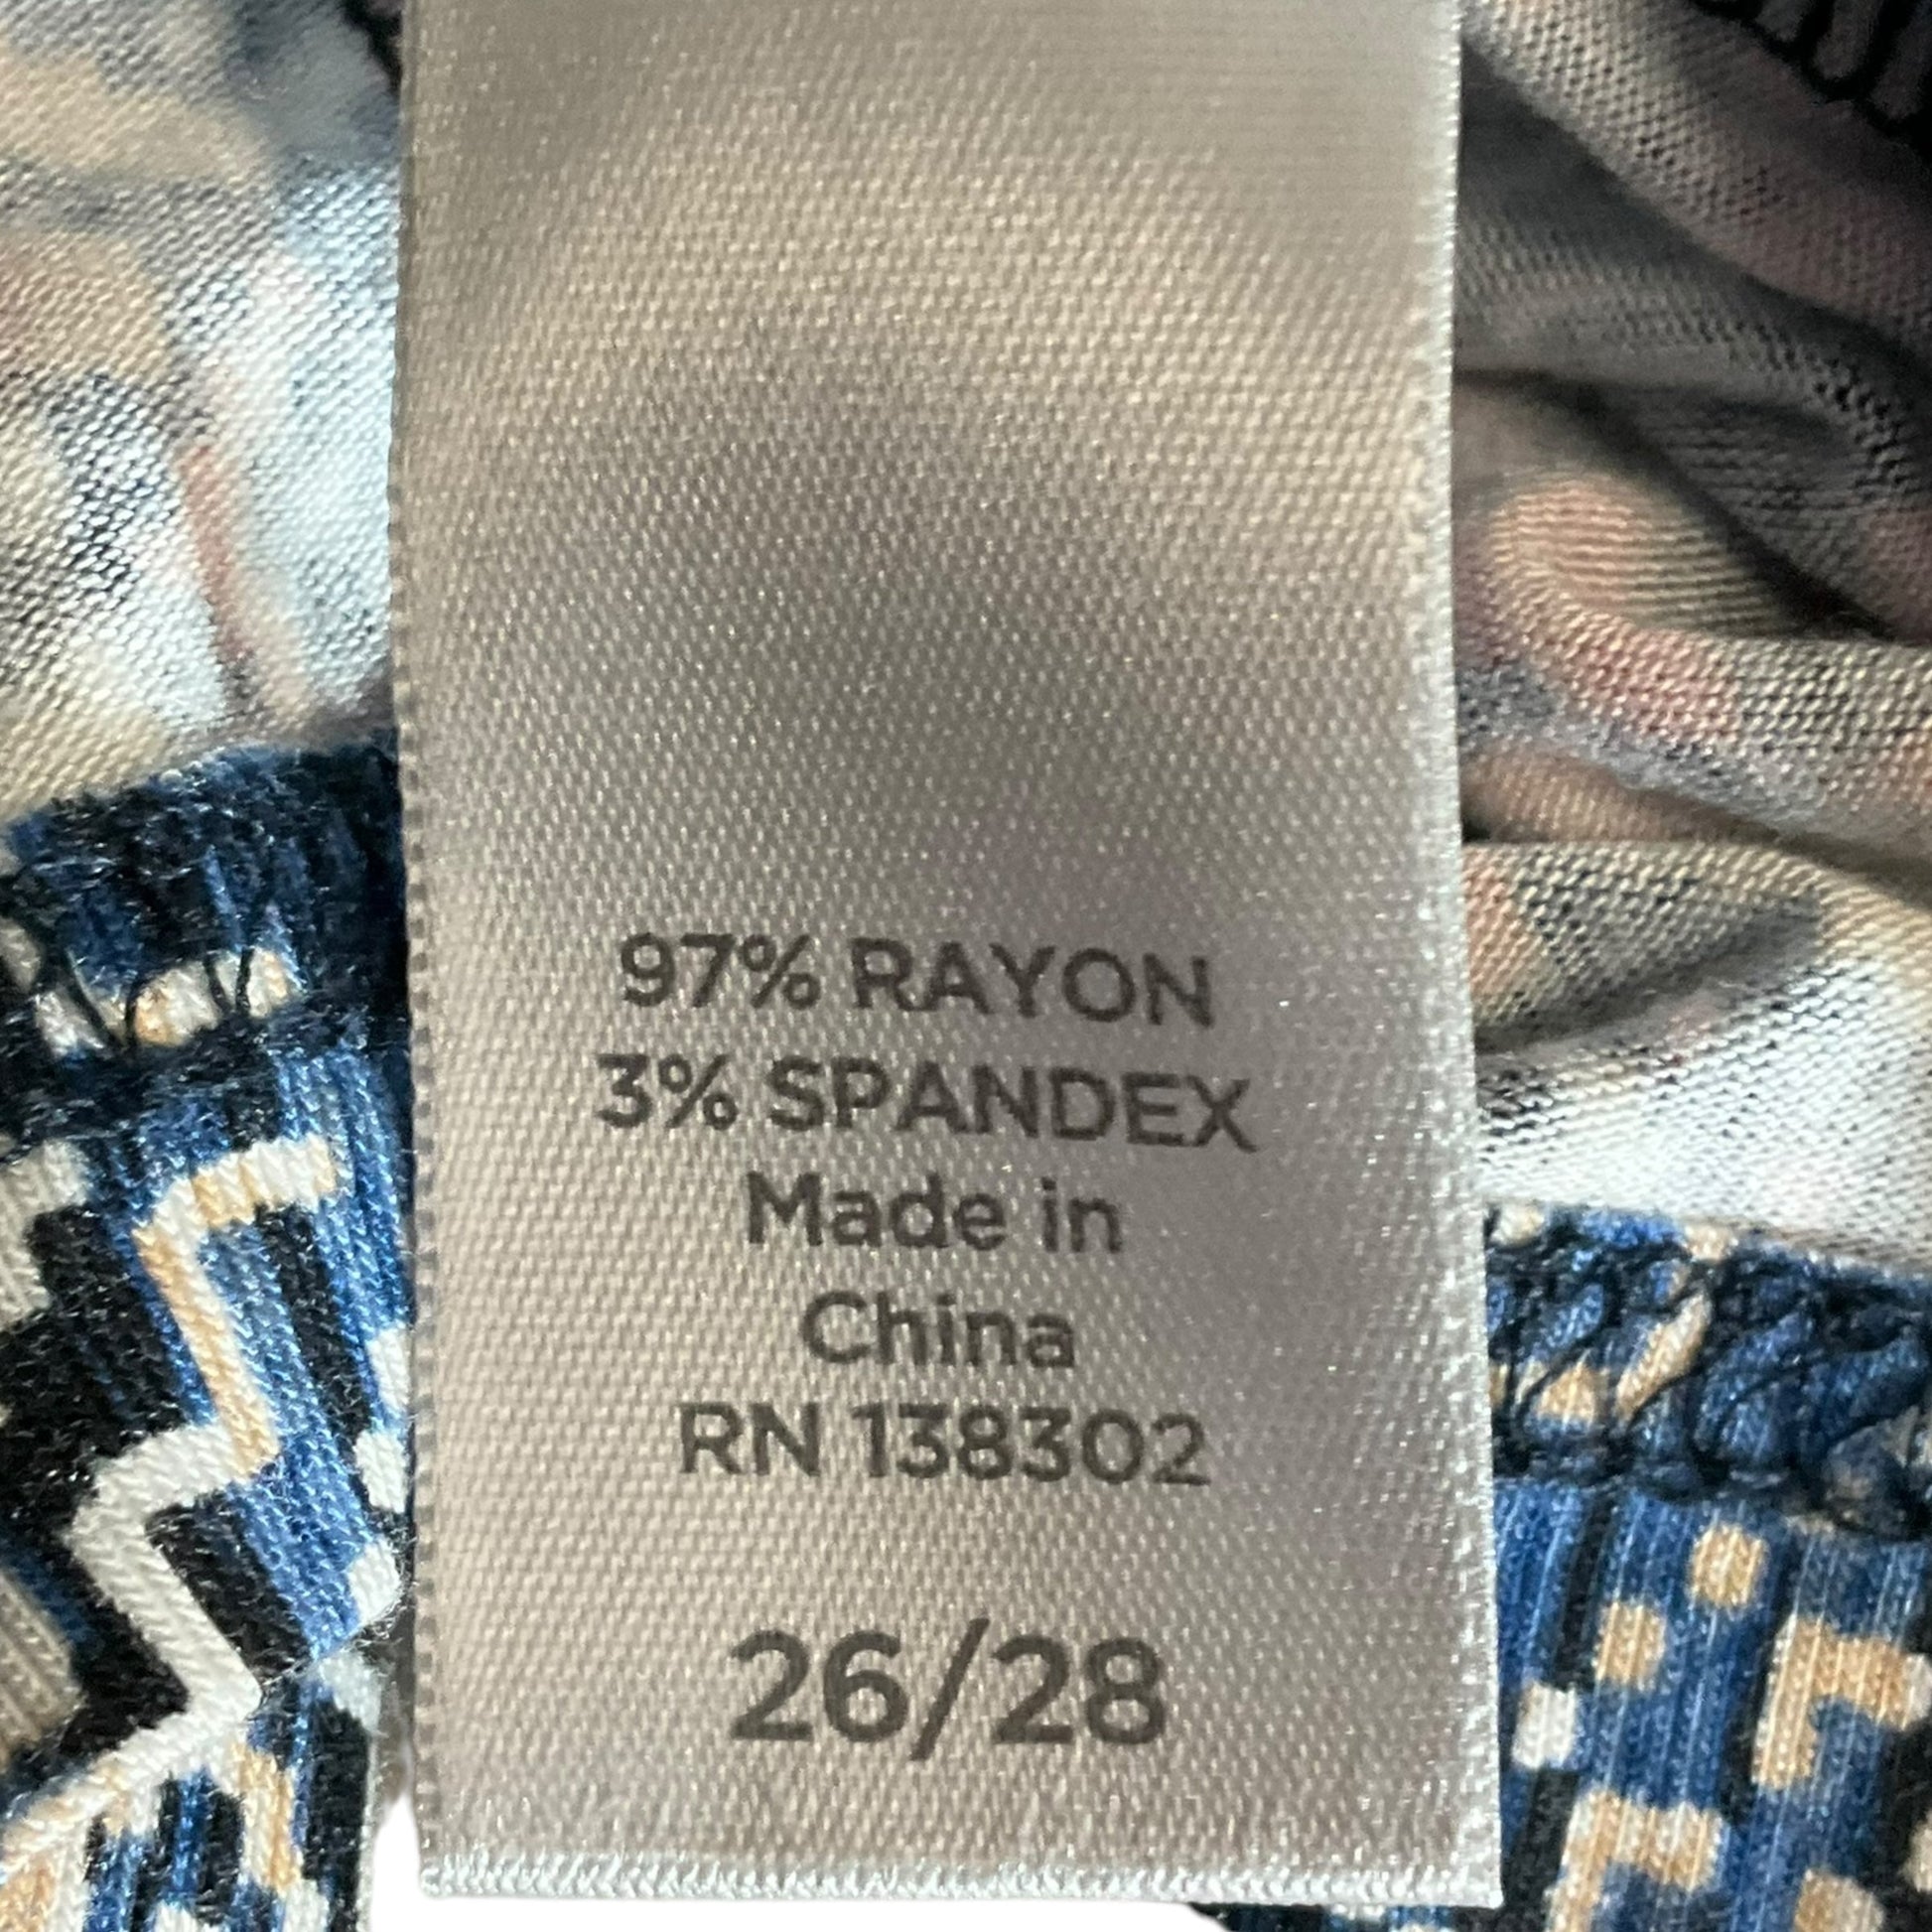 97% RAYON
3% SPANDEX
Made in
China
RN 138302
26/28